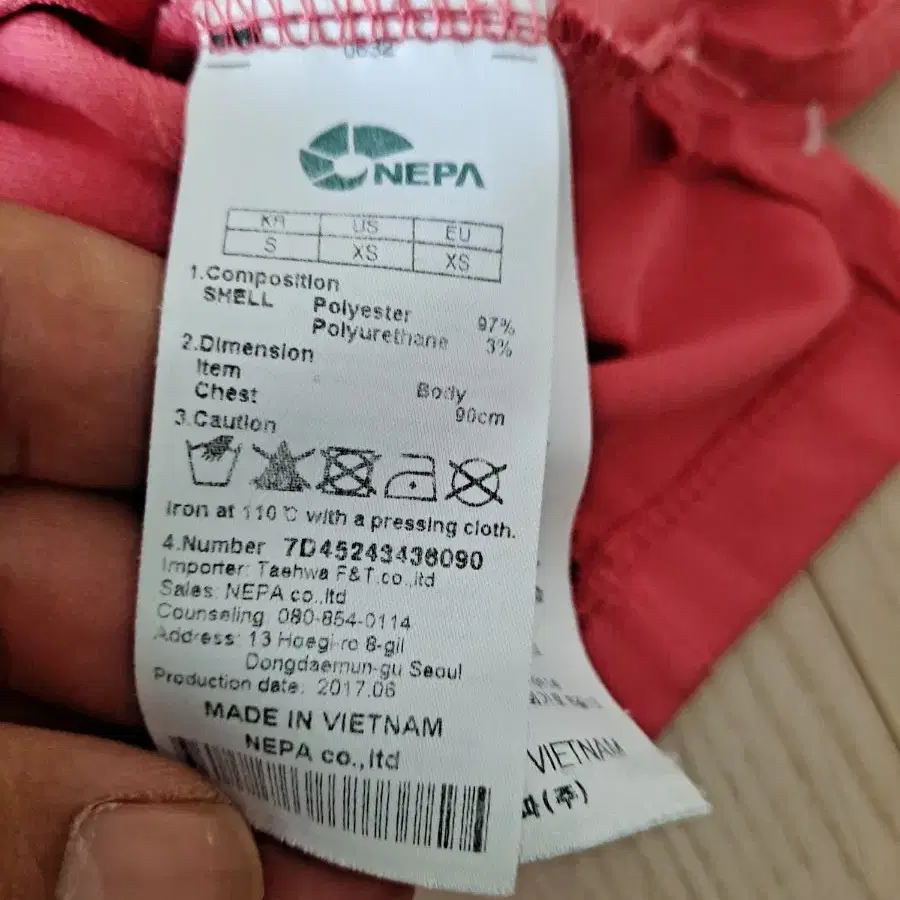 0632
NEPA
KR US EU
S XS XS
1.Composition
SHELL Polyester 97%
Polyurethane 3%
2.Dimension
Item Body
Chest 90cm
3.Caution
Iron at 110℃ with a pressing cloth.
4.Number 7D45243438090
Importer: Taehwa F&T.co.,ltd
Sales: NEPA co.,ltd
Counseling: 080-854-0114
Address: 13 Hoegi-ro 8-gil
Dongdaemun-gu Seoul
Production date: 2017.06
MADE IN VIETNAM
NEPA co.,ltd
VIETNAM
(주)